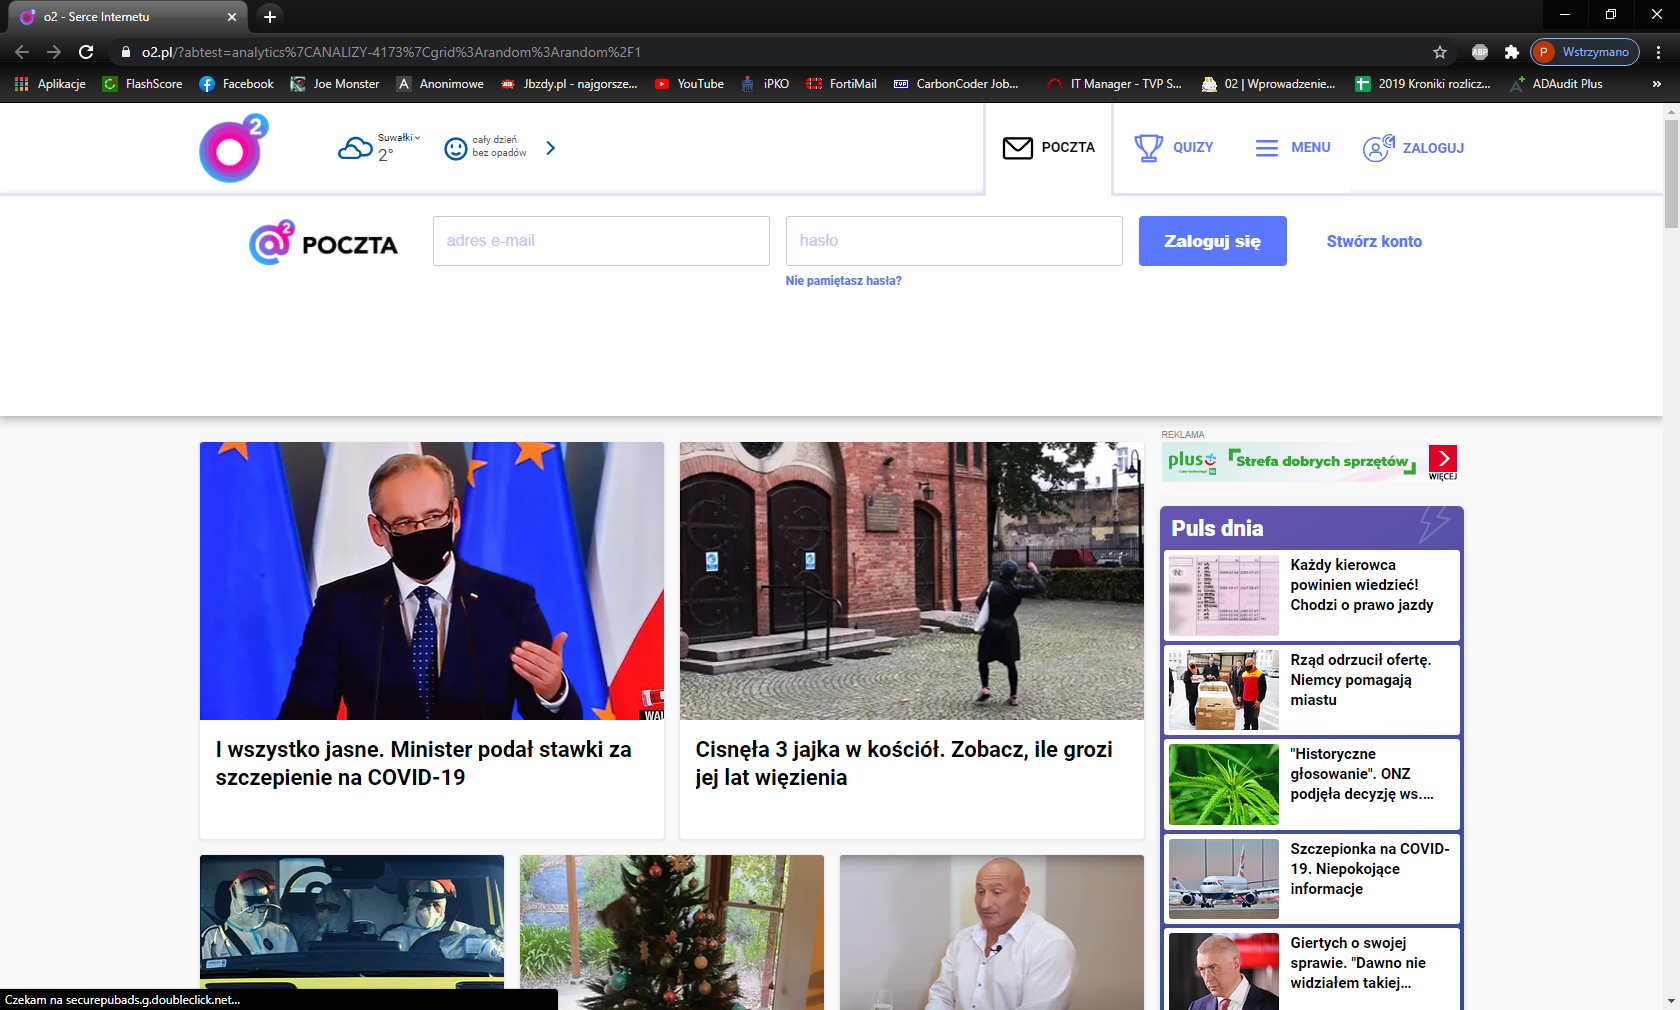 o2 - Serce Internetu
o2.pl/?abtest=analytics%7CANALIZY-4173%7Cgrid%3Arandom%3Arandom%2F1
ABP
P
Wstrzymano
Aplikacje
FlashScore
Facebook
Joe Monster
A Anonimowe
Jbzdy.pl - najgorsze...
YouTube
iPKO
FortiMail
CarbonCoder Job...
IT Manager - TVP S...
02 | Wprowadzenie...
2019 Kroniki rozlicz...
ADAudit Plus
»
2
Suwałki
2°
cały dzień
bez opadów
POCZTA
QUIZY
MENU
ZALOGUJ
@2 POCZTA
adres e-mail
hasło
Zaloguj się
Stwórz konto
Nie pamiętasz hasła?
REKLAMA
plus
Strefa dobrych sprzętów
WIĘCEJ
WAŁ
I wszystko jasne. Minister podał stawki za
szczepienie na COVID-19
Cisnęła 3 jajka w kościół. Zobacz, ile grozi
jej lat więzienia
Puls dnia
Każdy kierowca
powinien wiedzieć!
Chodzi o prawo jazdy
Rząd odrzucił ofertę.
Niemcy pomagają
miastu
"Historyczne
głosowanie". ONZ
podjęła decyzję ws....
Szczepionka na COVID-
19. Niepokojące
informacje
Giertych o swojej
sprawie. "Dawno nie
widziałem takiej...
Czekam na securepubads.g.doubleclick.net...